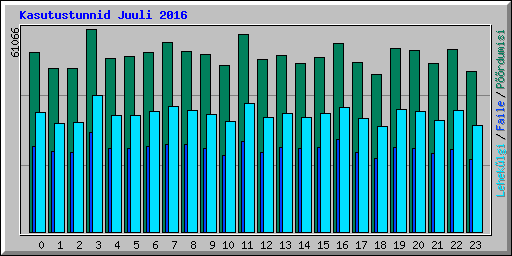 Kasutustunnid Juuli 2016
61066
Lehekülgi / Faile / Pöördumisi
0 1 2 3 4 5 6 7 8 9 10 11 12 13 14 15 16 17 18 19 20 21 22 23